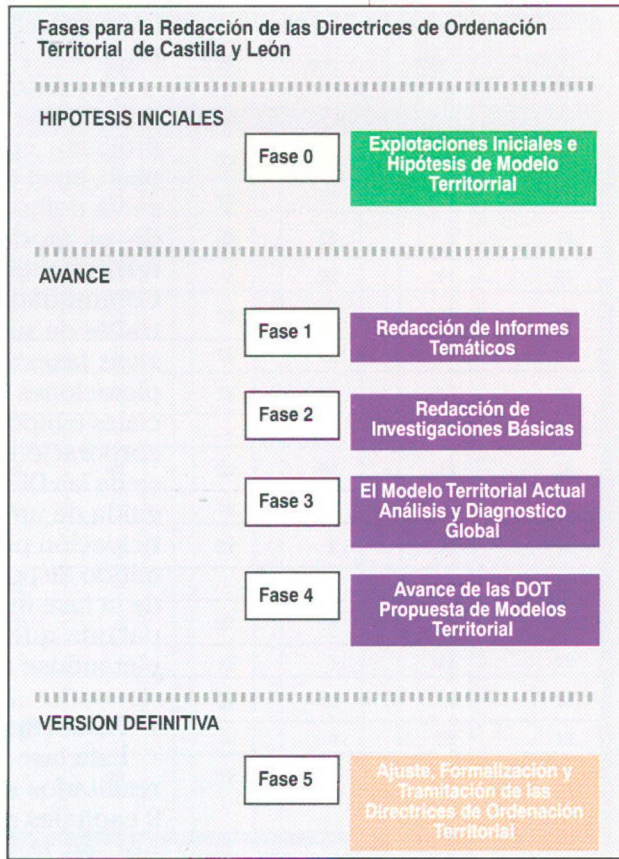 Fases para la Redacción de las Directrices de Ordenación
Territorial de Castilla y León
HIPOTESIS INICIALES
Fase 0
Explotaciones Iniciales e
Hipótesis de Modelo
Territorrial
AVANCE
Fase 1
Redacción de Informes
Temáticos
Fase 2
Redacción de
Investigaciones Básicas
Fase 3
El Modelo Territorial Actual
Análisis y Diagnostico
Global
Fase 4
Avance de las DOT
Propuesta de Modelos
Territorial
VERSION DEFINITIVA
Fase 5
Ajuste, Formalización y
Tramitación de las
Directrices de Ordenación
Territorial